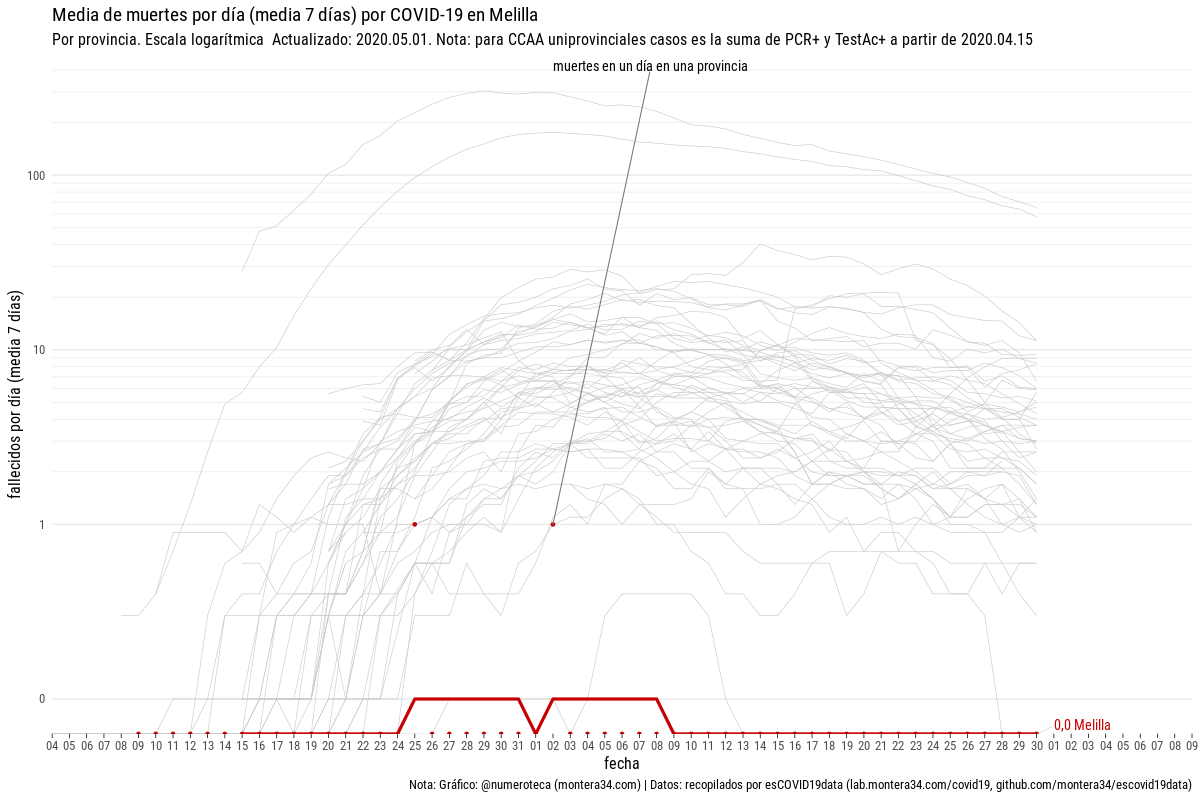 Media de muertes por día (media 7 días) por COVID-19 en Melilla
Por provincia. Escala logarítmica  Actualizado: 2020.05.01. Nota: para CCAA uniprovinciales casos es la suma de PCR+ y TestAc+ a partir de 2020.04.15
muertes en un día en una provincia
100
10
1
0
fallecidos por día (media 7 días)
0,0 Melilla
04 05 06 07 08 09 10 11 12 13 14 15 16 17 18 19 20 21 22 23 24 25 26 27 28 29 30 31 01 02 03 04 05 06 07 08 09 10 11 12 13 14 15 16 17 18 19 20 21 22 23 24 25 26 27 28 29 30 01 02 03 04 05 06 07 08 09
fecha
Nota: Gráfico: @numeroteca (montera34.com) | Datos: recopilados por esCOVID19data (lab.montera34.com/covid19, github.com/montera34/escovid19data)